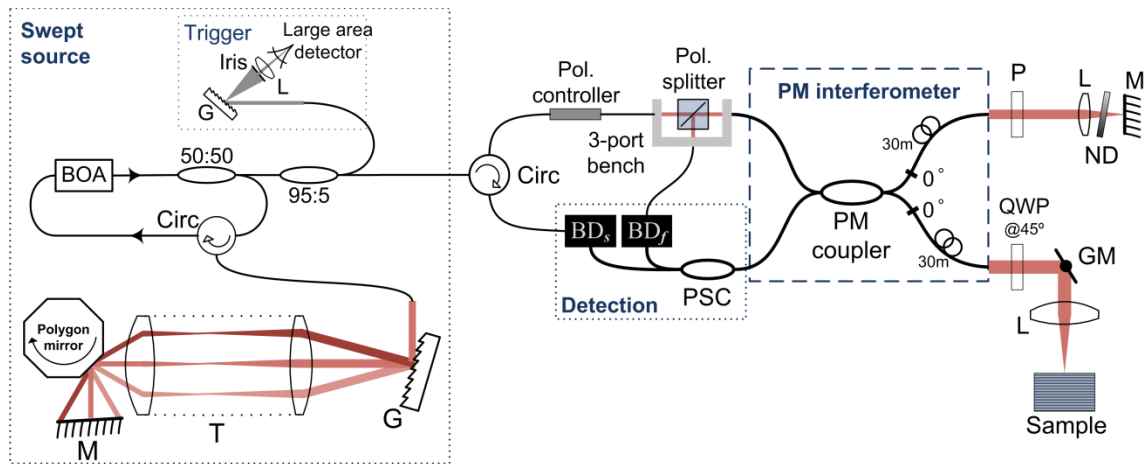 Swept
source
Trigger
Large area
detector
Iris
L
G
BOA
50:50
95:5
Circ
Polygon
mirror
M
T
G
Pol.
controller
Pol.
splitter
3-port
bench
Circ
BDs
BDf
Detection
PSC
PM interferometer
30m
0°
0°
PM
coupler
30m
P
L
M
ND
QWP
@45º
GM
L
Sample